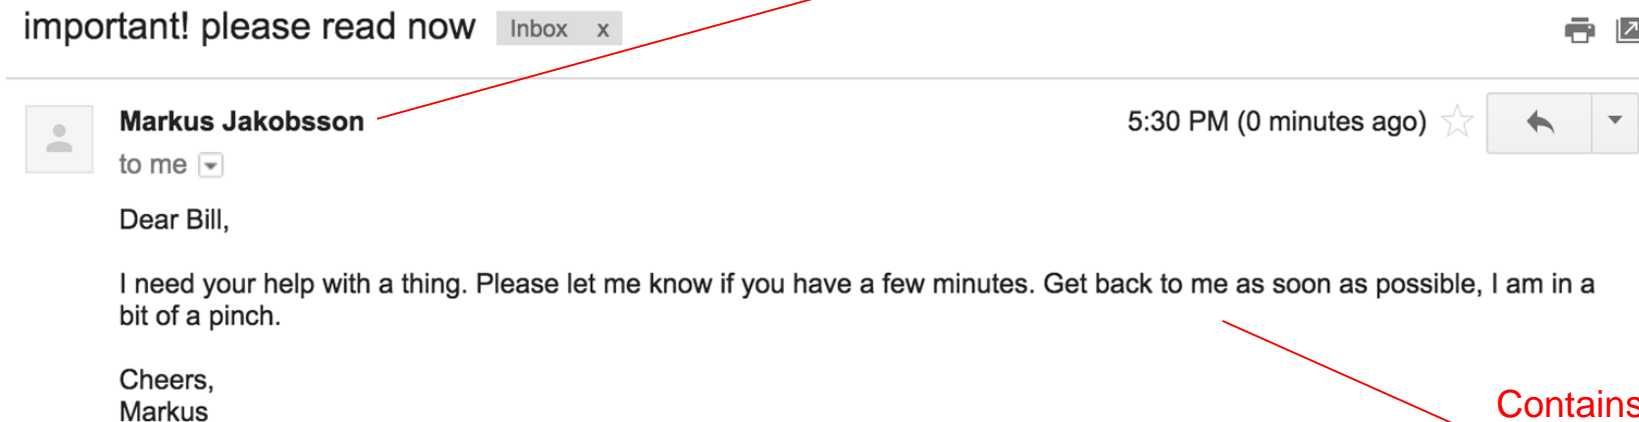 important! please read now Inbox x
Markus Jakobsson 5:30 PM (0 minutes ago)
to me
Dear Bill,
I need your help with a thing. Please let me know if you have a few minutes. Get back to me as soon as possible, I am in a
bit of a pinch.
Cheers,
Markus
Contains